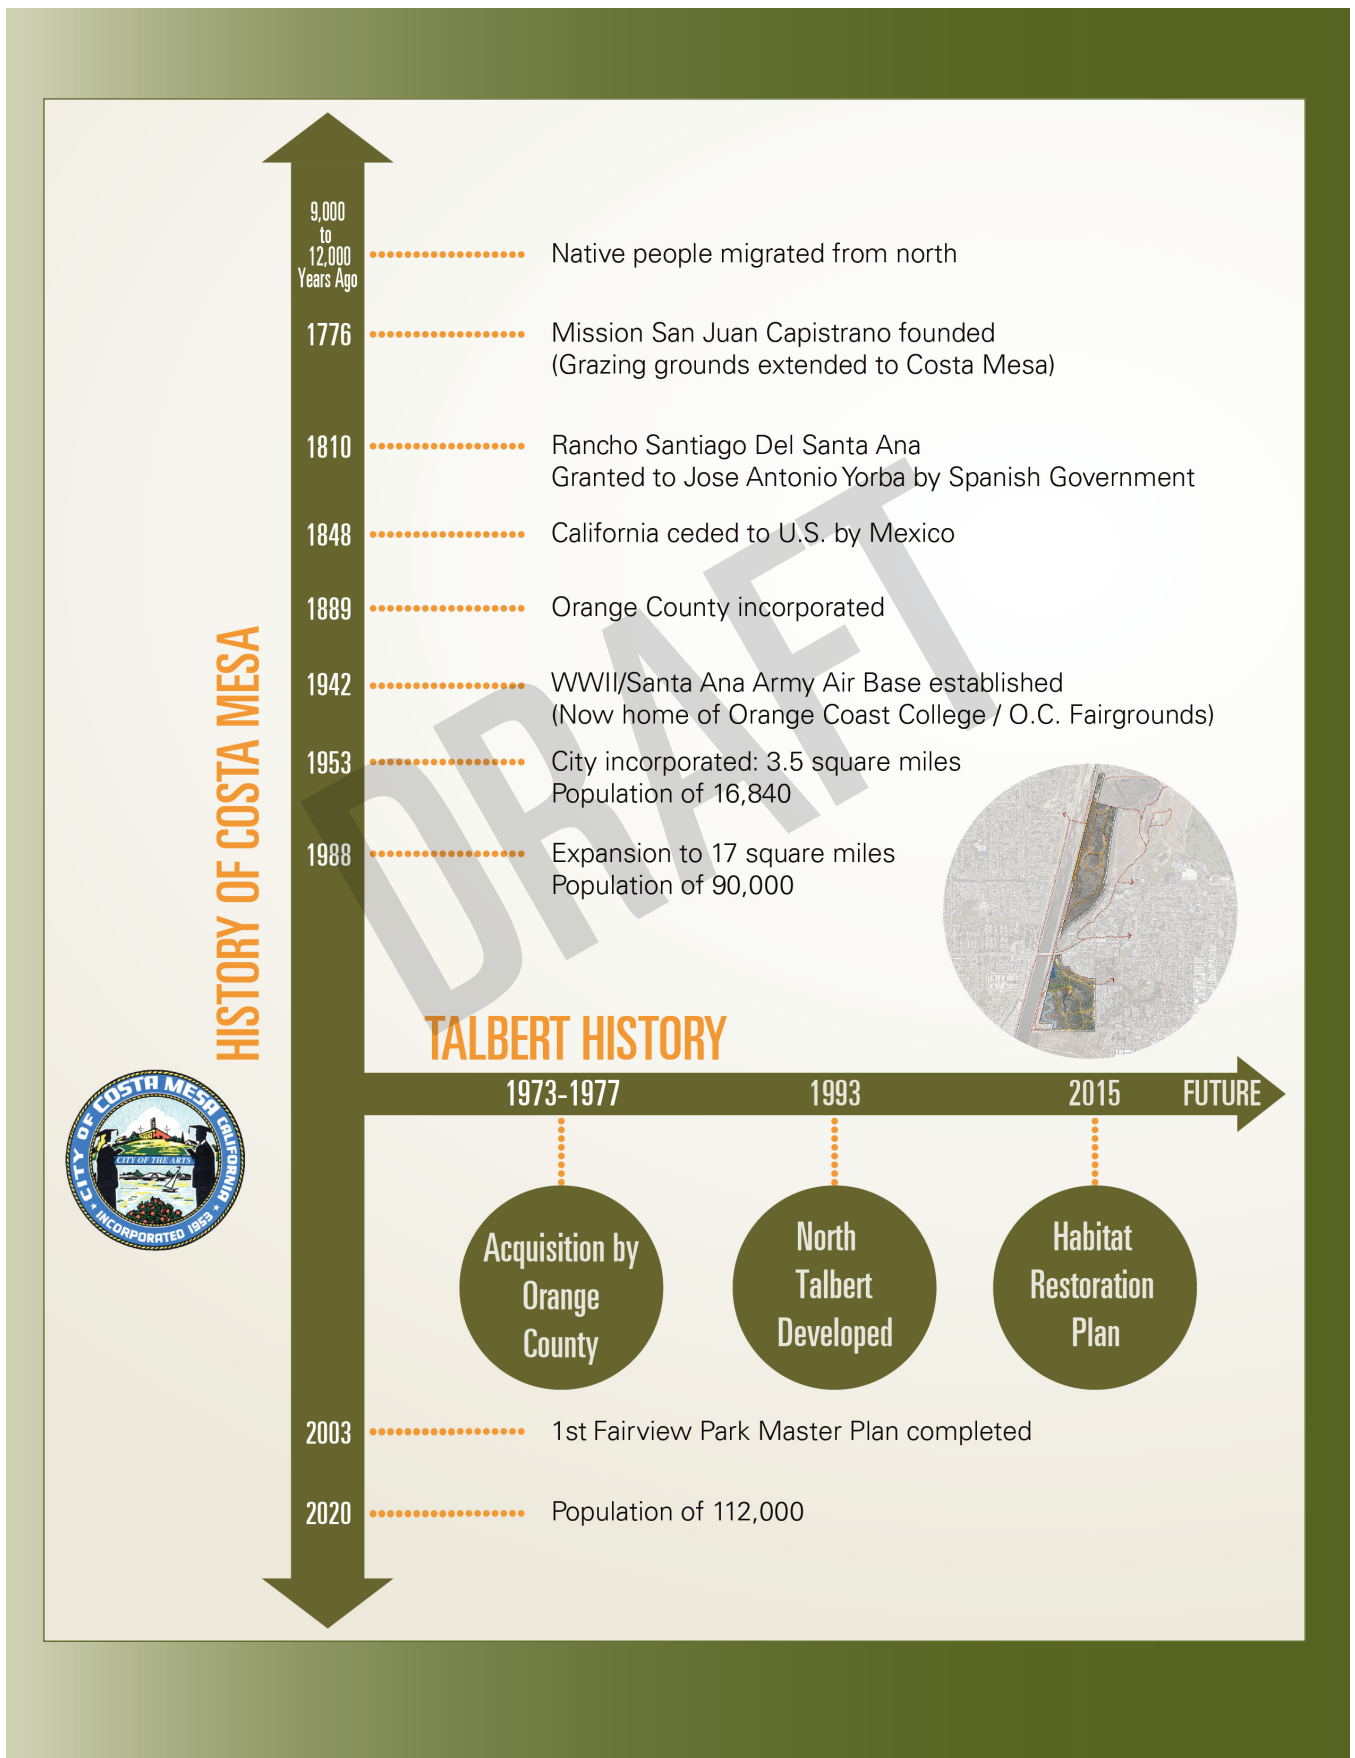 9,000
to
12,000
Years Ago
Native people migrated from north
1776
Mission San Juan Capistrano founded
(Grazing grounds extended to Costa Mesa)
1810
Rancho Santiago Del Santa Ana
Granted to Jose Antonio Yorba by Spanish Government
1848
California ceded to U.S. by Mexico
1889
Orange County incorporated
1942
WWII/Santa Ana Army Air Base established
(Now home of Orange Coast College / O.C. Fairgrounds)
1953
City incorporated: 3.5 square miles
Population of 16,840
1988
Expansion to 17 square miles
Population of 90,000
DRAFT
HISTORY OF COSTA MESA
TALBERT HISTORY
1973-1977
1993
2015
FUTURE
CITY OF COSTA MESA CALIFORNIA
CITY OF THE ARTS
INCORPORATED 1953
Acquisition by
Orange
County
North
Talbert
Developed
Habitat
Restoration
Plan
2003
1st Fairview Park Master Plan completed
2020
Population of 112,000